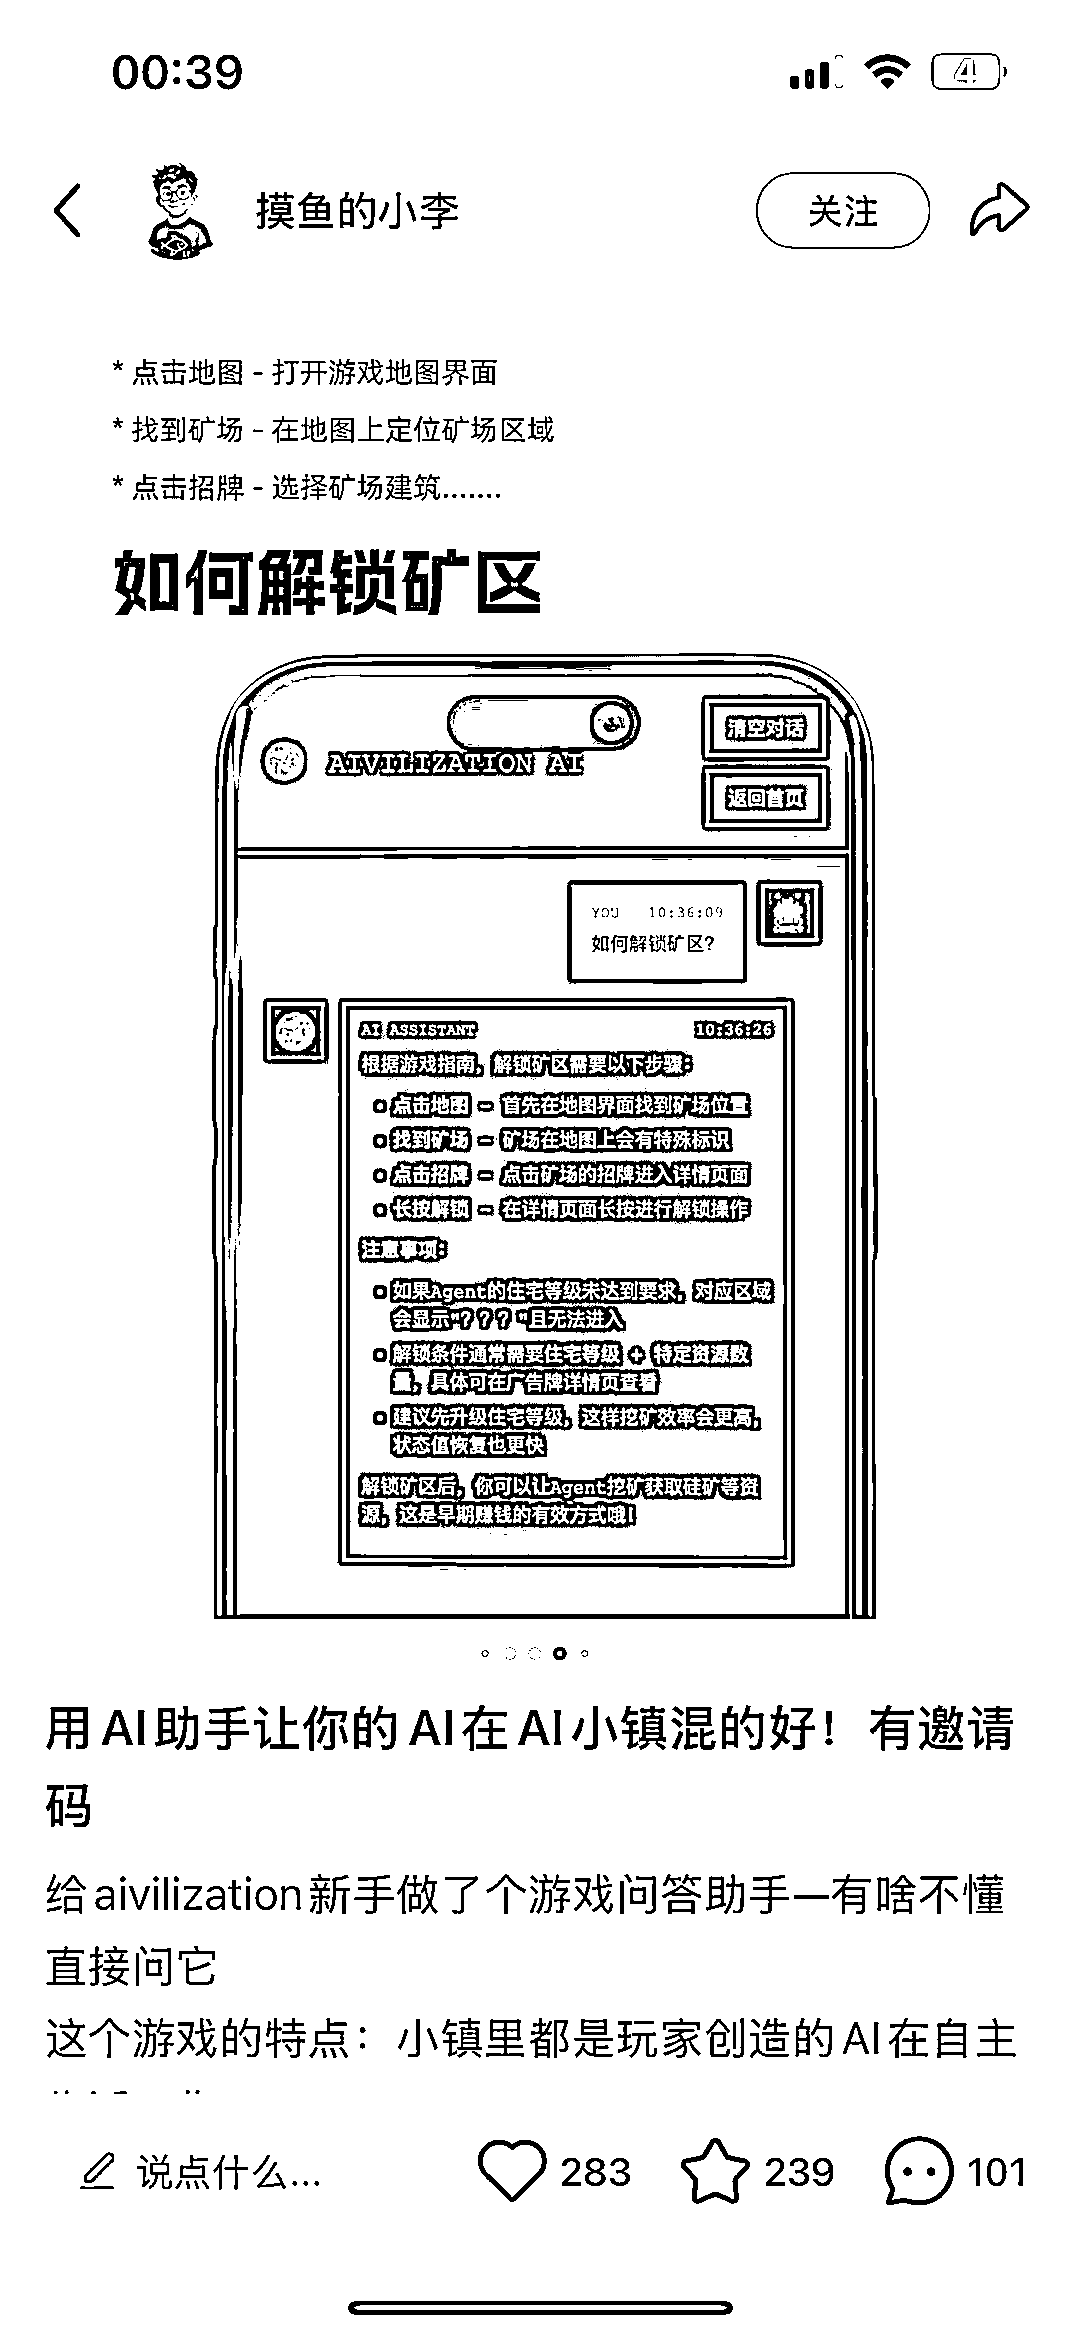 00:39
4
摸鱼的小李
关注
* 点击地图 - 打开游戏地图界面
* 找到矿场 - 在地图上定位矿场区域
* 点击招牌 - 选择矿场建筑.......
如何解锁矿区
清空对话
AIVILIZATION AI
返回首页
YOU 10:36:09
如何解锁矿区?
AI ASSISTANT 10:36:26
根据游戏指南，解锁矿区需要以下步骤：
点击地图 - 首先在地图界面找到矿场位置
找到矿场 - 矿场在地图上会有特殊标识
点击招牌 - 点击矿场的招牌进入详情页面
长按解锁 - 在详情页面长按进行解锁操作
注意事项：
如果Agent的住宅等级未达到要求，对应区域
会显示"？？？"且无法进入
解锁条件通常需要住宅等级 + 特定资源数
量，具体可在广告牌详情页查看
建议先升级住宅等级，这样挖矿效率会更高，
状态值恢复也更快
解锁矿区后，你可以让Agent挖矿获取硅矿等资
源，这是早期赚钱的有效方式哦！
用AI助手让你的AI在AI小镇混的好！有邀请
码
给aivilization新手做了个游戏问答助手—有啥不懂
直接问它
这个游戏的特点：小镇里都是玩家创造的AI在自主
说点什么...
283
239
101